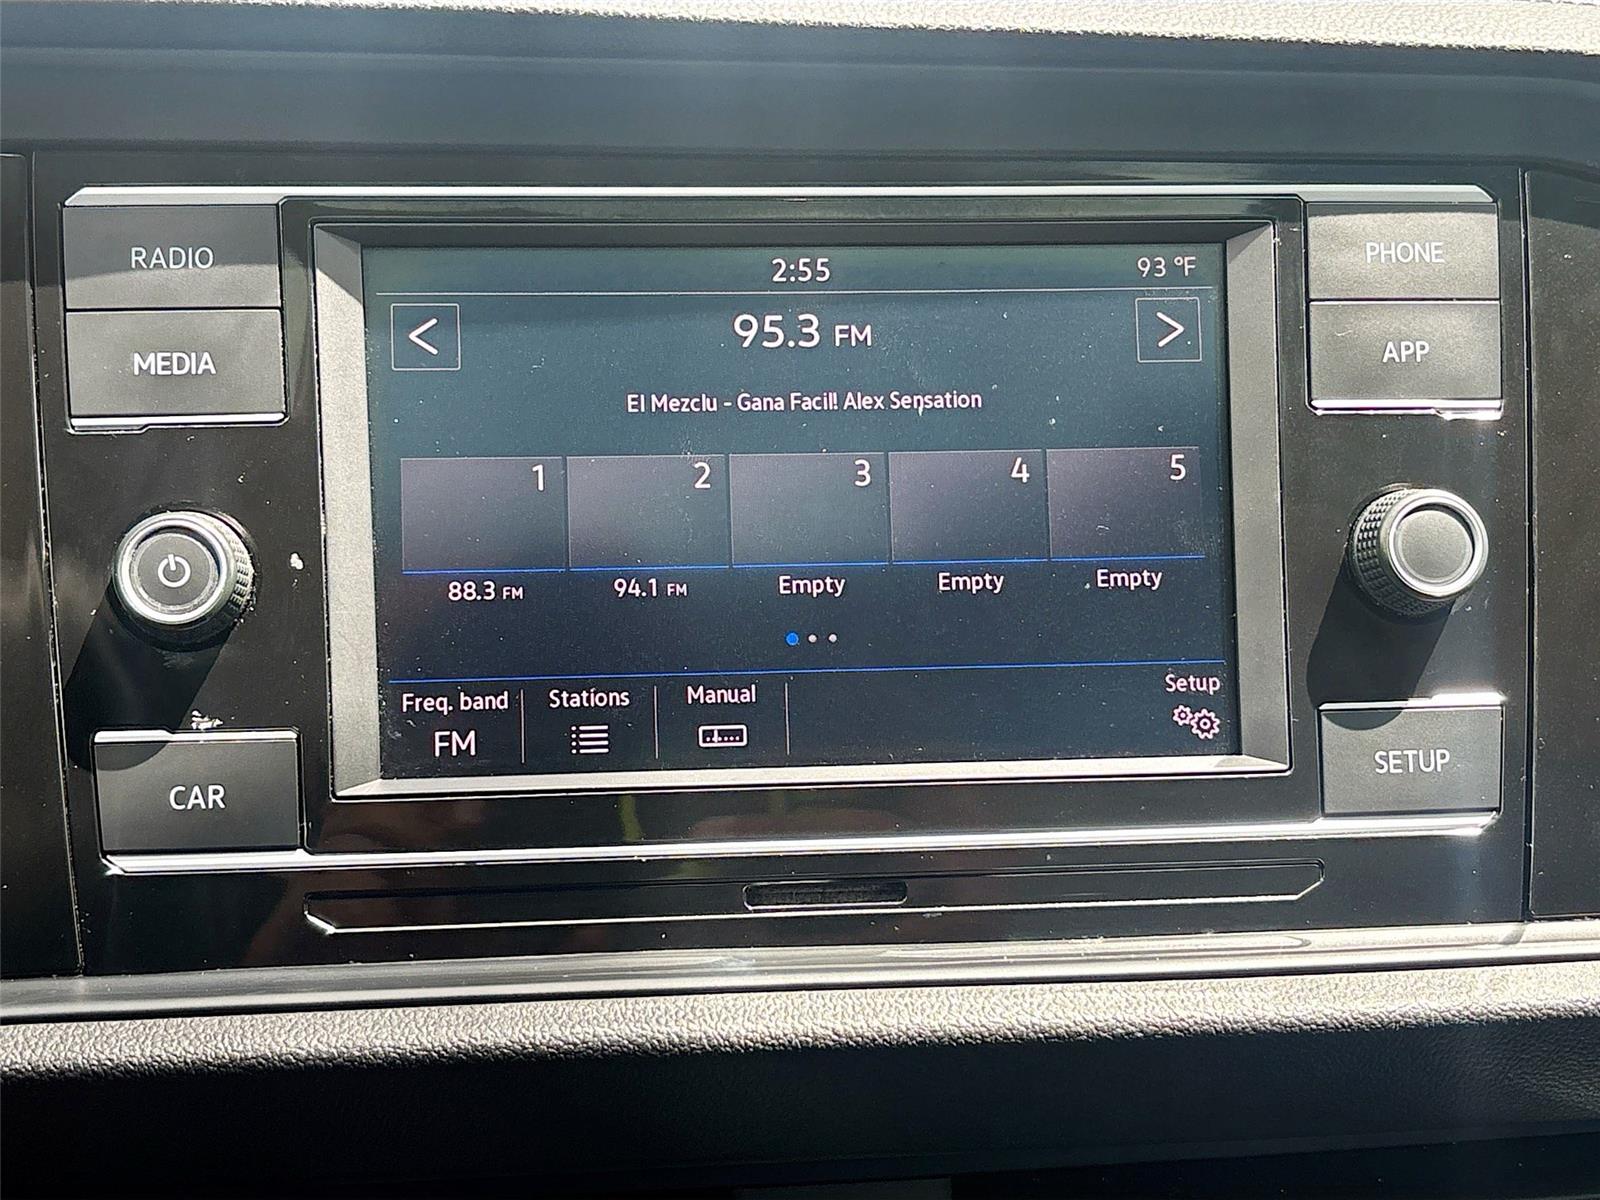 RADIO
MEDIA
CAR
2:55
93 °F
<
95.3 FM
>
El Mezclu - Gana Facil! Alex Sensation
1 2 3 4 5
88.3 FM 94.1 FM Empty Empty Empty
Freq. band Stations Manual Setup
FM
PHONE
APP
SETUP